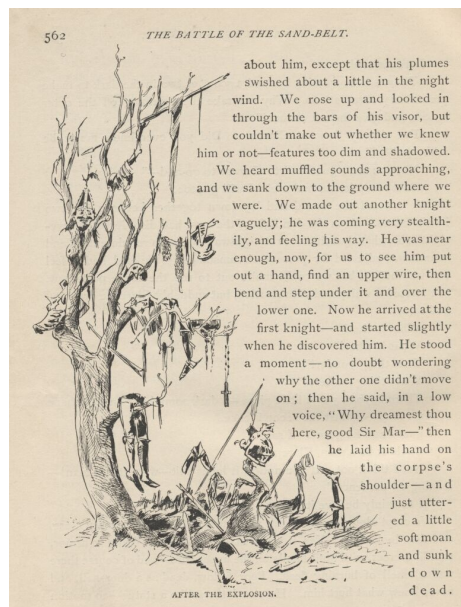 562
THE BATTLE OF THE SAND-BELT.
about him, except that his plumes
swished about a little in the night
wind. We rose up and looked in
through the bars of his visor, but
couldn't make out whether we knew
him or not—features too dim and shadowed.
We heard muffled sounds approaching,
and we sank down to the ground where we
were. We made out another knight
vaguely; he was coming very stealth-
ily, and feeling his way. He was near
enough, now, for us to see him put
out a hand, find an upper wire, then
bend and step under it and over the
lower one. Now he arrived at the
first knight—and started slightly
when he discovered him. He stood
a moment—no doubt wondering
why the other one didn't move
on; then he said, in a low
voice, "Why dreamest thou
here, good Sir Mar—" then
he laid his hand on
the corpse's
shoulder—and
just utter-
ed a little
soft moan
and sunk
down
dead.
AFTER THE EXPLOSION.